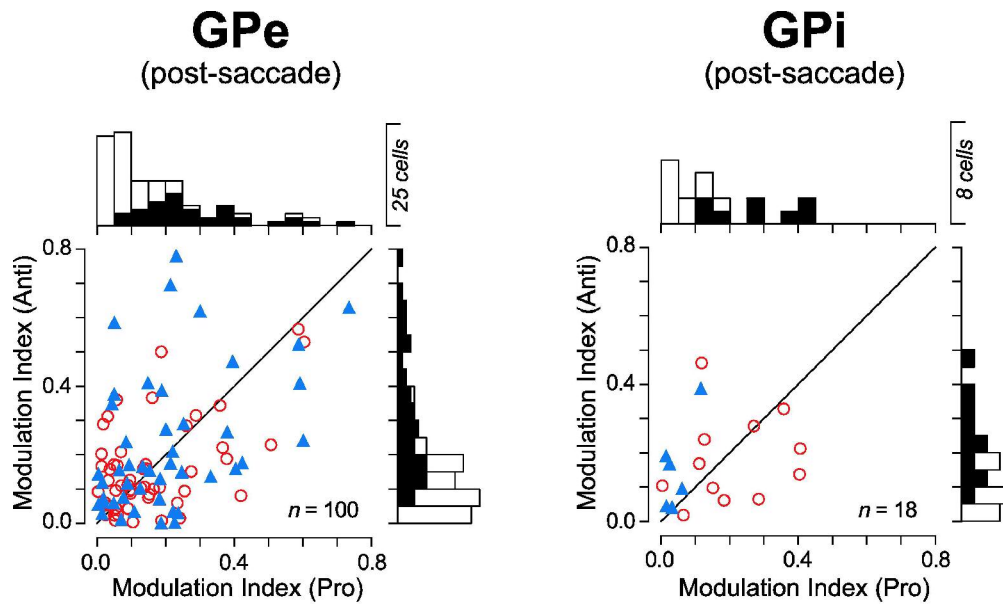 GPe
(post-saccade)
25 cells
0.8
0.4
0.0
Modulation Index (Anti)
n = 100
0.0
0.4
0.8
Modulation Index (Pro)
GPi
(post-saccade)
8 cells
0.8
0.4
0.0
Modulation Index (Anti)
n = 18
0.0
0.4
0.8
Modulation Index (Pro)